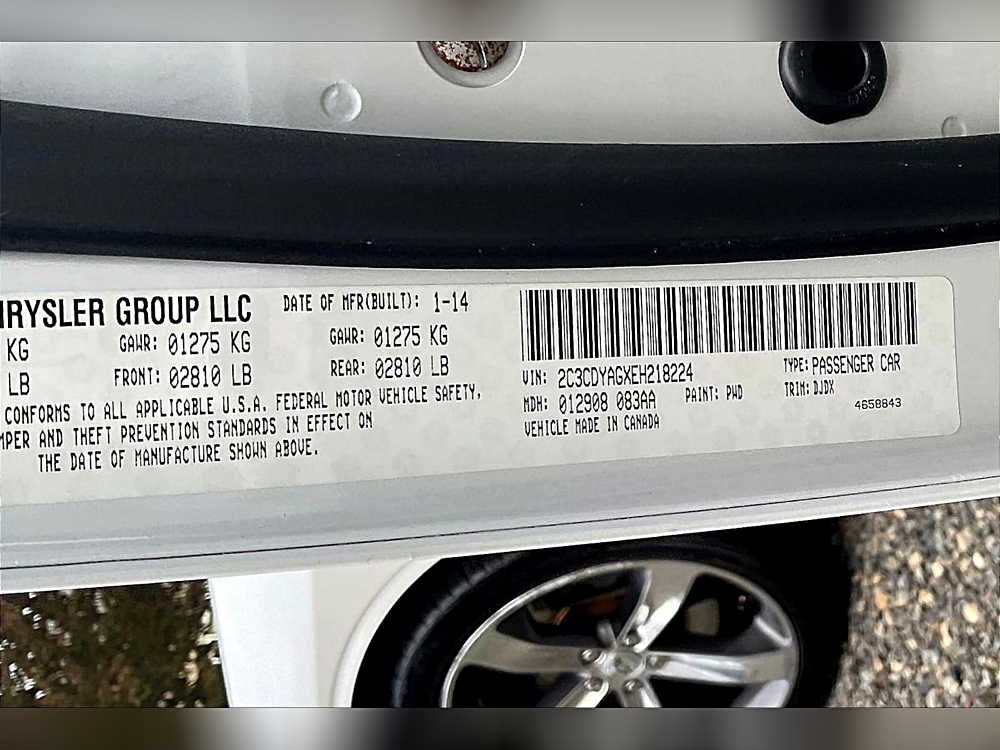 HRYSLER GROUP LLC DATE OF MFR(BUILT): 1-14
KG GAWR: 01275 KG GAWR: 01275 KG
LB FRONT: 02810 LB REAR: 02810 LB
CONFORMS TO ALL APPLICABLE U.S.A. FEDERAL MOTOR VEHICLE SAFETY,
MPER AND THEFT PREVENTION STANDARDS IN EFFECT ON
THE DATE OF MANUFACTURE SHOWN ABOVE.
VIN: 2C3CDYAGXEH218224 TYPE: PASSENGER CAR
MDH: 012908 083AA PAINT: PWD TRIM: DJDX
VEHICLE MADE IN CANADA 4658843